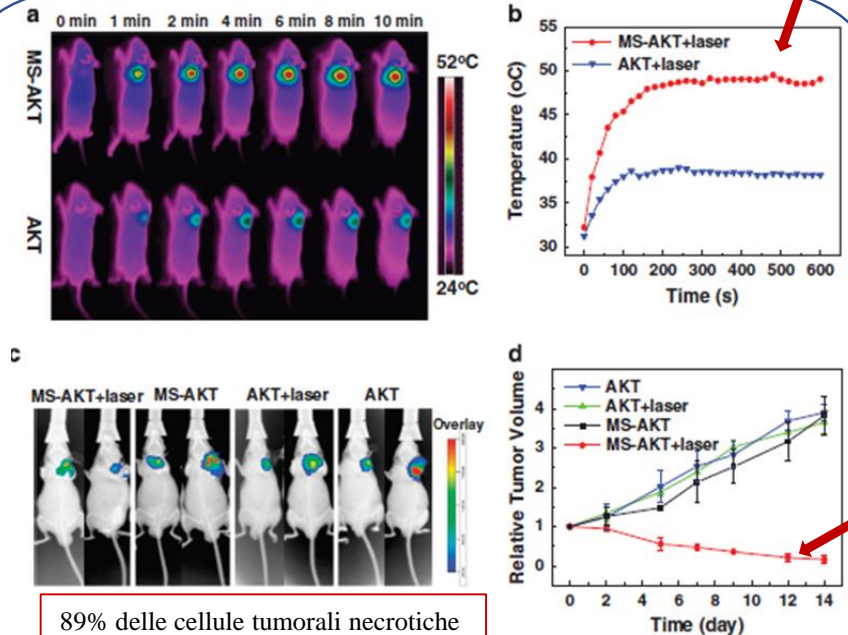 a
0 min 1 min 2 min 4 min 6 min 8 min 10 min
MS-AKT
AKT
52°C
24°C
b
Temperature (oC)
55
50
45
40
35
30
MS-AKT+laser
AKT+laser
0 100 200 300 400 500 600
Time (s)
c
MS-AKT+laser MS-AKT AKT+laser AKT
Overlay
89% delle cellule tumorali necrotiche
d
Relative Tumor Volume
4
3
2
1
0
AKT
AKT+laser
MS-AKT
MS-AKT+laser
0 2 4 6 8 10 12 14
Time (day)